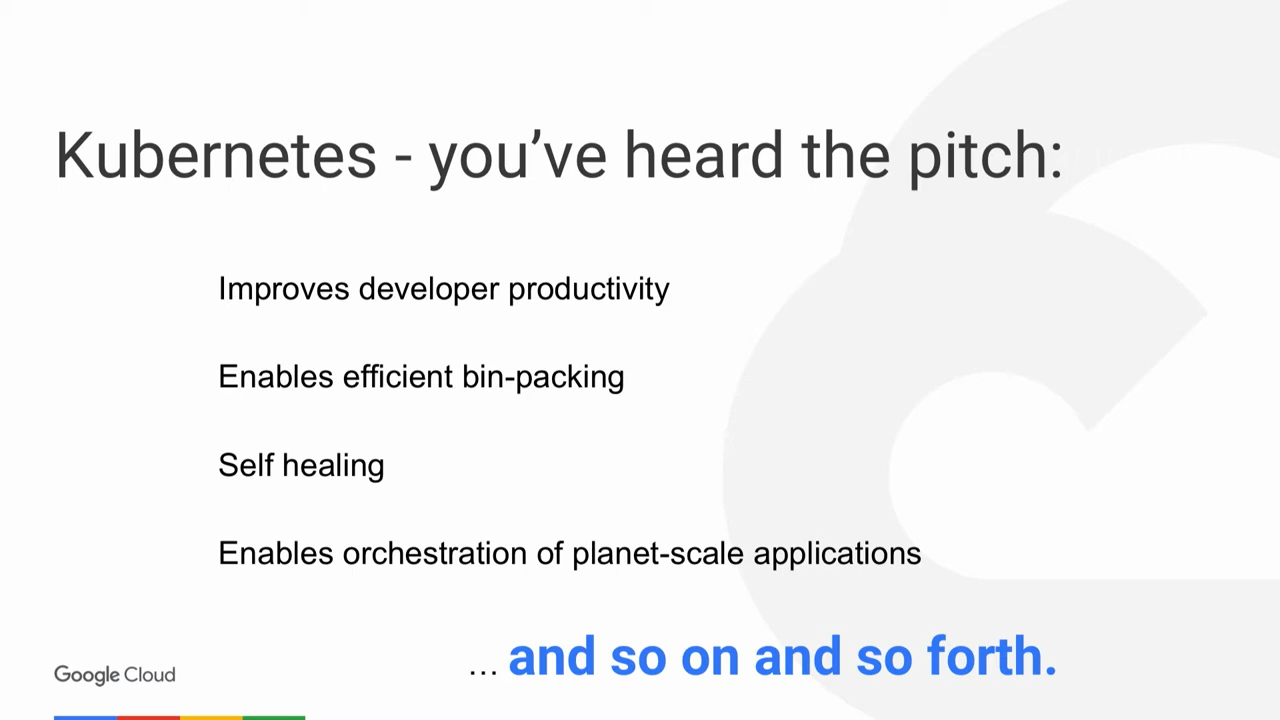 Kubernetes - you’ve heard the pitch:
Improves developer productivity
Enables efficient bin-packing
Self healing
Enables orchestration of planet-scale applications
... and so on and so forth.
Google Cloud